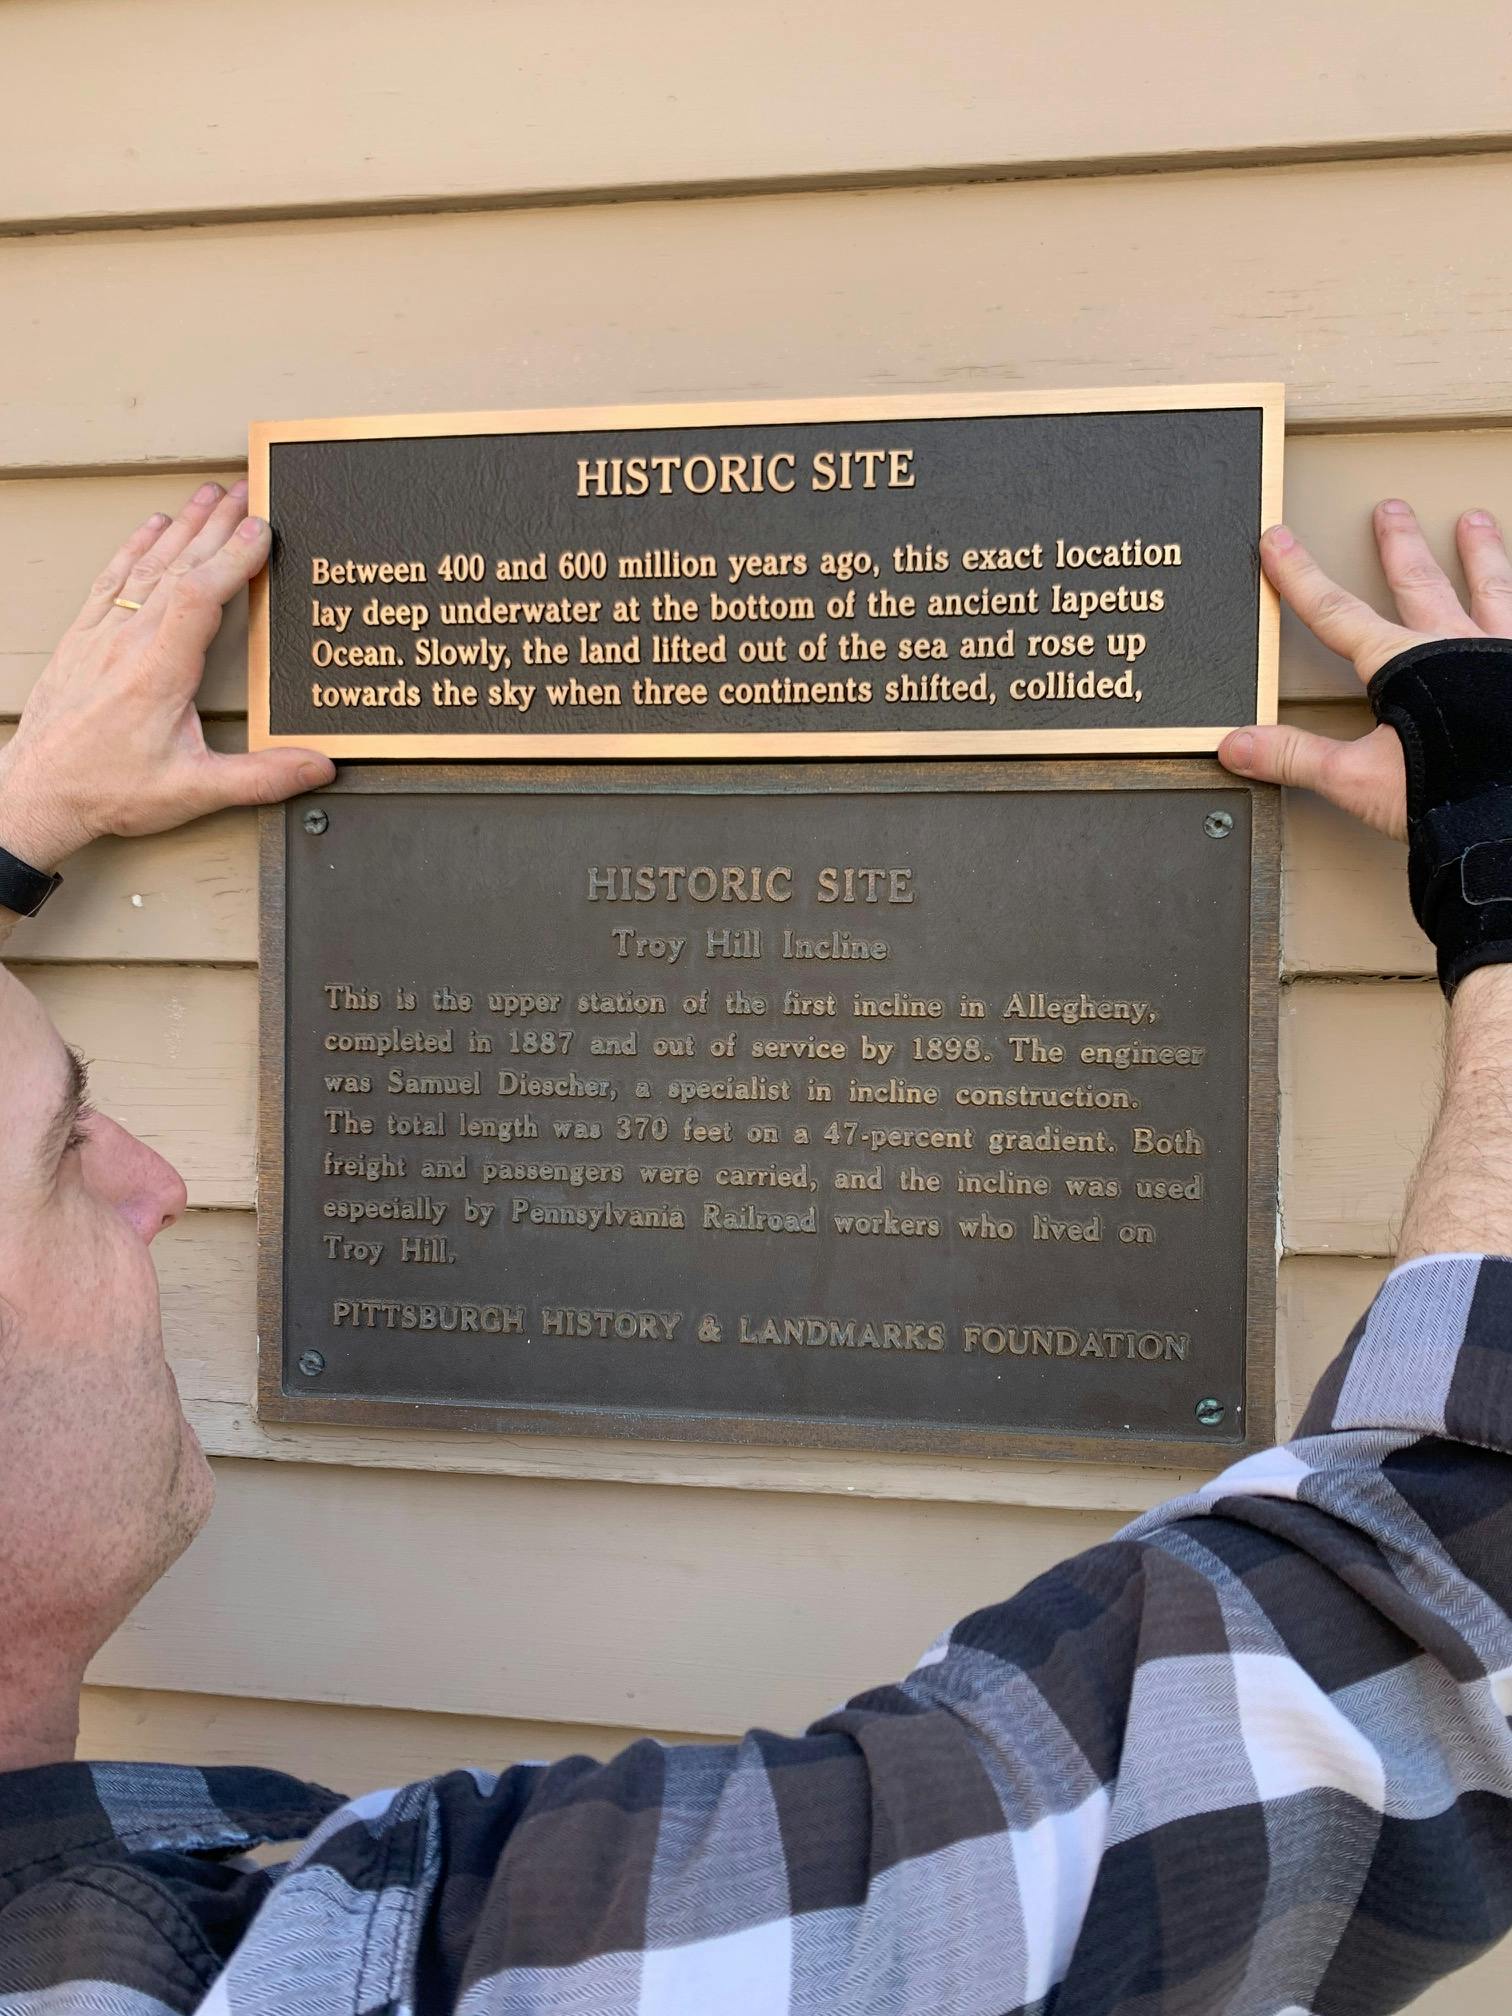 HISTORIC SITE
Between 400 and 600 million years ago, this exact location
lay deep underwater at the bottom of the ancient Iapetus
Ocean. Slowly, the land lifted out of the sea and rose up
towards the sky when three continents shifted, collided,
HISTORIC SITE
Troy Hill Incline
This is the upper station of the first incline in Allegheny,
completed in 1887 and out of service by 1898. The engineer
was Samuel Diescher, a specialist in incline construction.
The total length was 370 feet on a 47-percent gradient. Both
freight and passengers were carried, and the incline was used
especially by Pennsylvania Railroad workers who lived on
Troy Hill.
PITTSBURGH HISTORY & LANDMARKS FOUNDATION